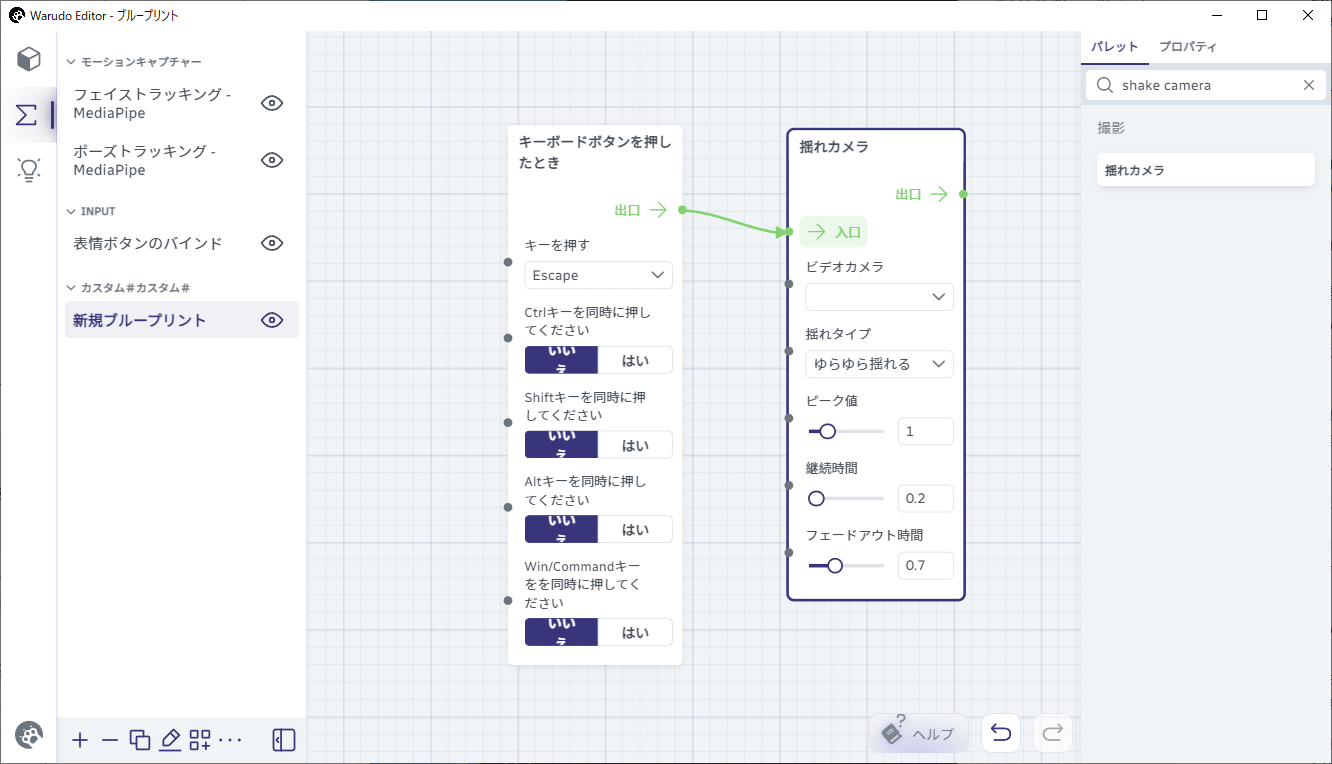 Warudo Editor - ブループリント
モーションキャプチャー
フェイストラッキング -
MediaPipe
ポーズトラッキング -
MediaPipe
INPUT
表情ボタンのバインド
カスタム#カスタム#
新規ブループリント
キーボードボタンを押し
たとき
出口
キーを押す
Escape
Ctrlキーを同時に押し
てください
いいえ
はい
Shiftキーを同時に押
してください
いいえ
はい
Altキーを同時に押し
てください
いいえ
はい
Win/Commandキー
をを同時に押してく
ださい
いいえ
はい
揺れカメラ
出口
入口
ビデオカメラ
揺れタイプ
ゆらゆら揺れる
ピーク値
1
継続時間
0.2
フェードアウト時間
0.7
ヘルプ
パレット プロパティ
shake camera
撮影
揺れカメラ